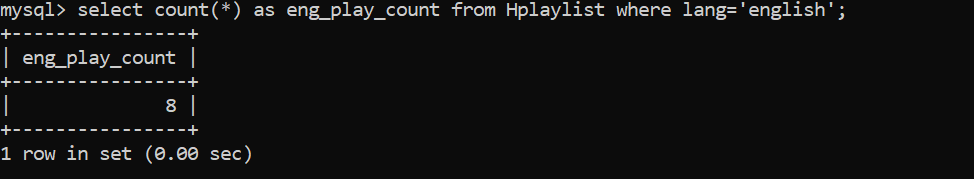 mysql> select count(*) as eng_play_count from Hplaylist where lang='english';
+----------------+
| eng_play_count |
+----------------+
|              8 |
+----------------+
1 row in set (0.00 sec)